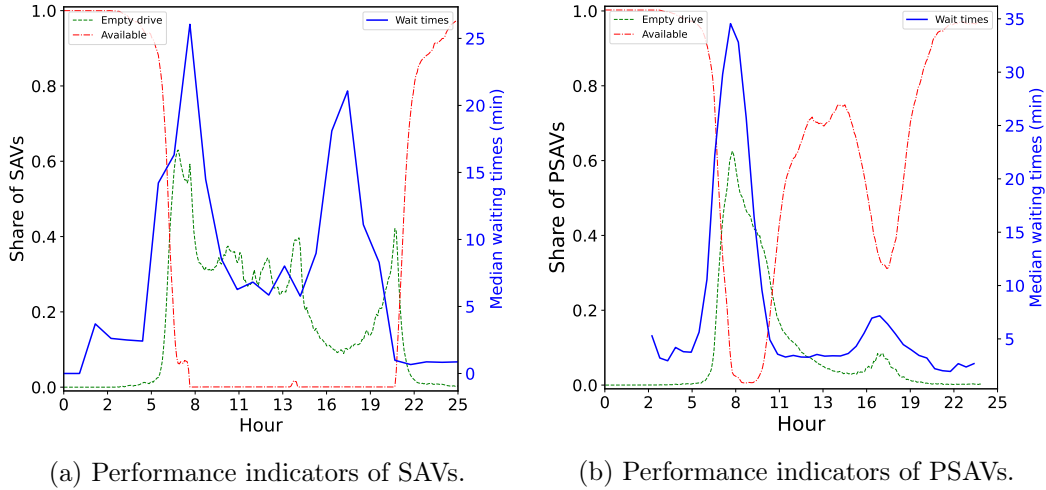 Empty drive
Available
Wait times
1.0
0.8
0.6
0.4
0.2
0.0
Share of SAVs
25
20
15
10
5
0
Median waiting times (min)
0 2 5 8 11 13 16 19 22 25
Hour
(a) Performance indicators of SAVs.
Empty drive
Available
Wait times
1.0
0.8
0.6
0.4
0.2
0.0
Share of PSAVs
35
30
25
20
15
10
5
Median waiting times (min)
0 2 5 8 11 13 16 19 22 25
Hour
(b) Performance indicators of PSAVs.